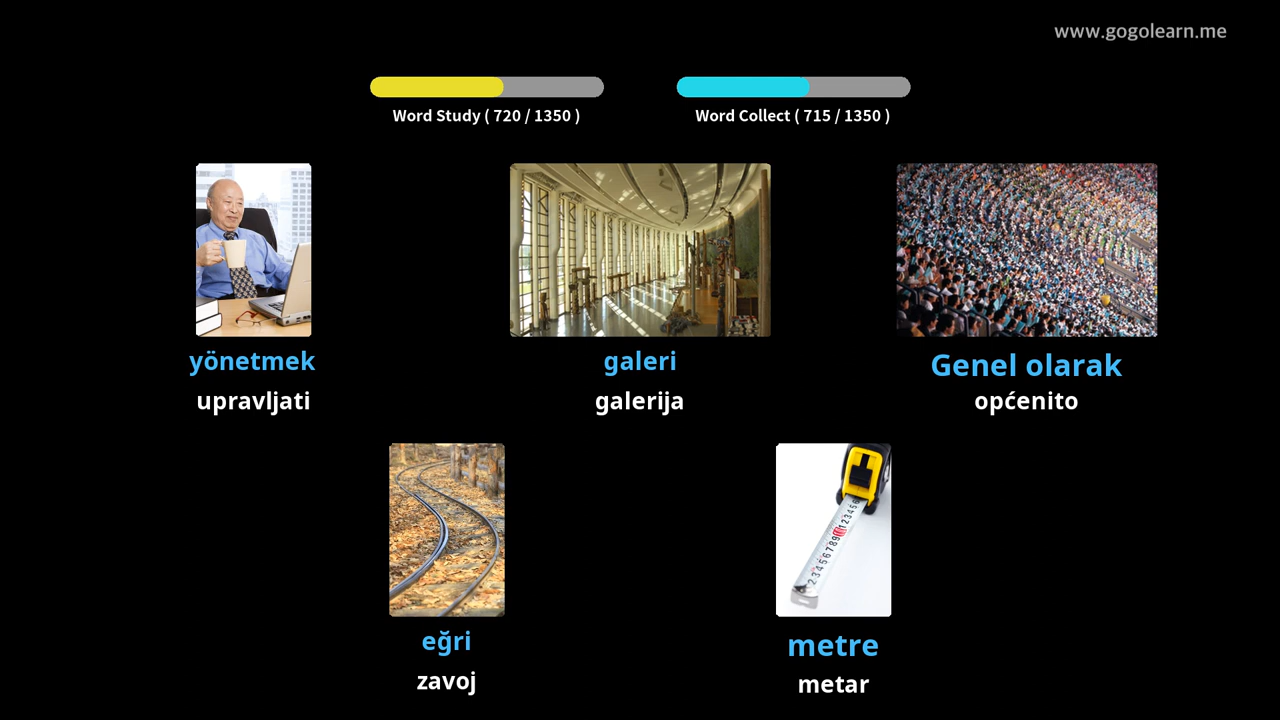 www.gogolearn.me
Word Study ( 720 / 1350 )
Word Collect ( 715 / 1350 )
yönetmek
upravljati
galeri
galerija
Genel olarak
općenito
eğri
zavoj
metre
metar